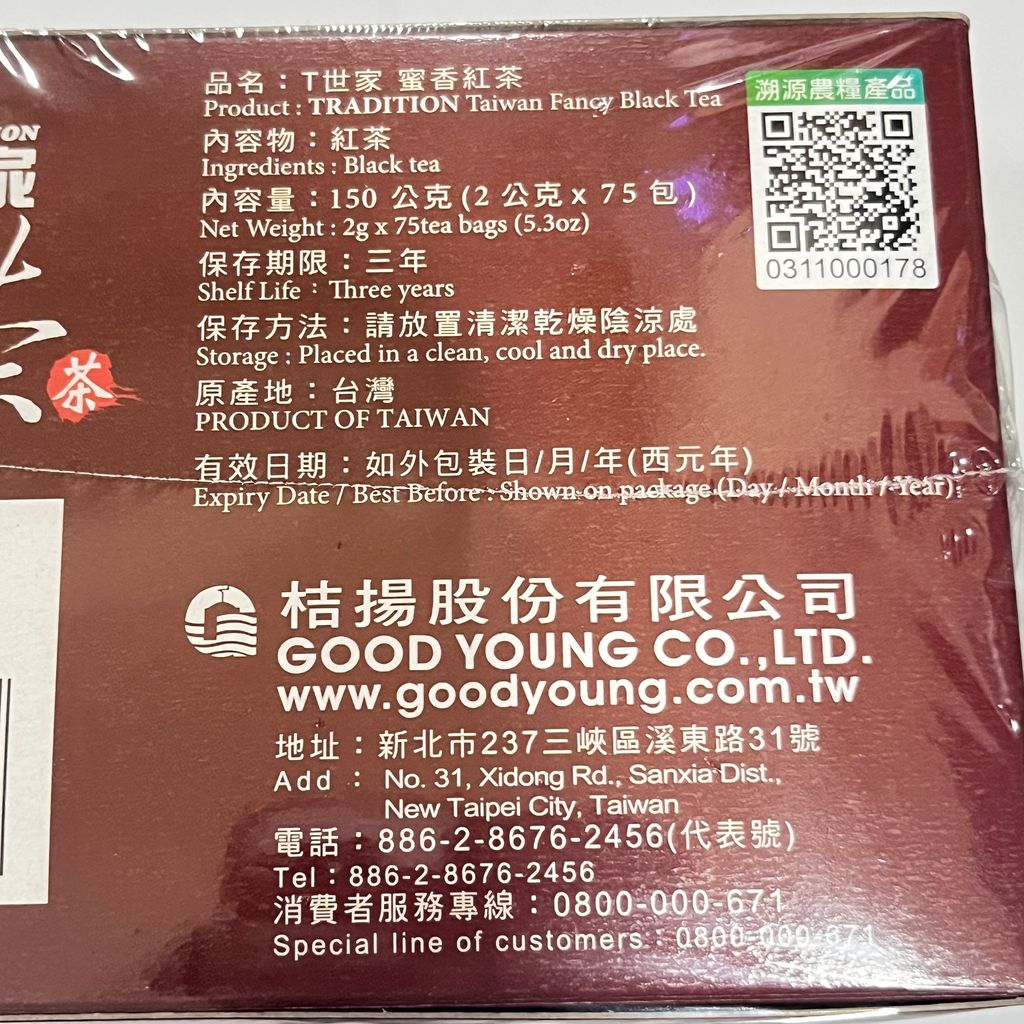 品名：T世家 蜜香紅茶
Product : TRADITION Taiwan Fancy Black Tea
內容物：紅茶
Ingredients : Black tea
內容量：150 公克(2 公克 x 75 包)
Net Weight : 2g x 75tea bags (5.3oz)
保存期限：三年
Shelf Life：Three years
保存方法：請放置清潔乾燥陰涼處
Storage : Placed in a clean, cool and dry place.
原產地：台灣
PRODUCT OF TAIWAN
有效日期：如外包裝日/月/年(西元年)
Expiry Date / Best Before : Shown on package (Day / Month / Year)
溯源農糧產品
0311000178
家
茶
桔揚股份有限公司
GOOD YOUNG CO.,LTD.
www.goodyoung.com.tw
地址：新北市237三峽區溪東路31號
Add ： No. 31, Xidong Rd., Sanxia Dist.,
New Taipei City, Taiwan
電話：886-2-8676-2456(代表號)
Tel：886-2-8676-2456
消費者服務專線：0800-000-671
Special line of customers：0800-000-671